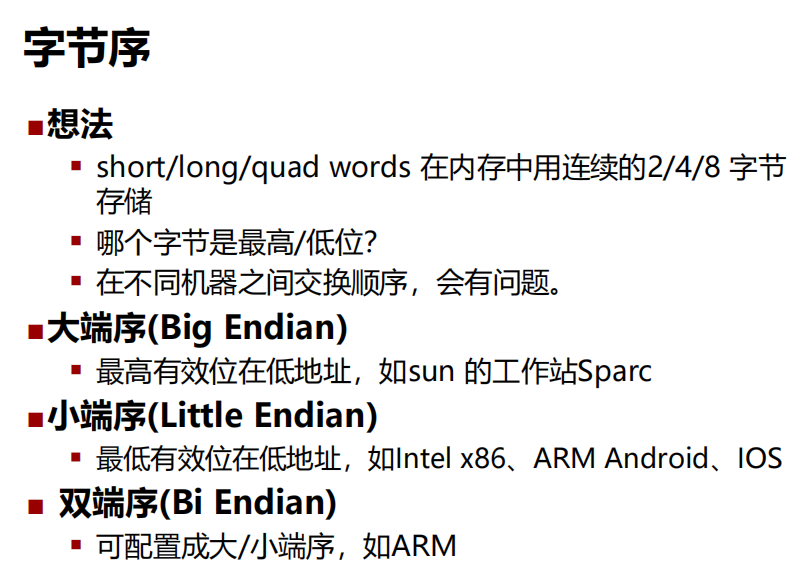 字节序
■想法
▪ short/long/quad words 在内存中用连续的2/4/8 字节
存储
▪ 哪个字节是最高/低位？
▪ 在不同机器之间交换顺序，会有问题。
■大端序(Big Endian)
▪ 最高有效位在低地址，如sun 的工作站Sparc
■小端序(Little Endian)
▪ 最低有效位在低地址，如Intel x86、ARM Android、IOS
■ 双端序(Bi Endian)
▪ 可配置成大/小端序，如ARM